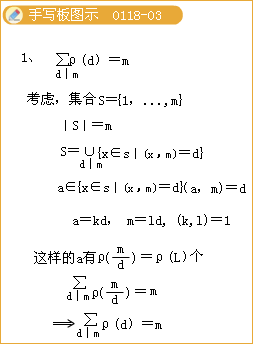 手写板图示 0118-03
1、 ∑ρ(d)=m
d|m
考虑，集合S={1，...,m}
|S|=m
S=∪{x∈s|(x,m)=d}
d|m
a∈{x∈s|(x,m)=d}(a，m)=d
a=kd， m=ld, (k,l)=1
这样的a有ρ(m/d)=ρ(L)个
∑ρ(m/d)=m
d|m
⇒∑ρ(d)=m
d|m